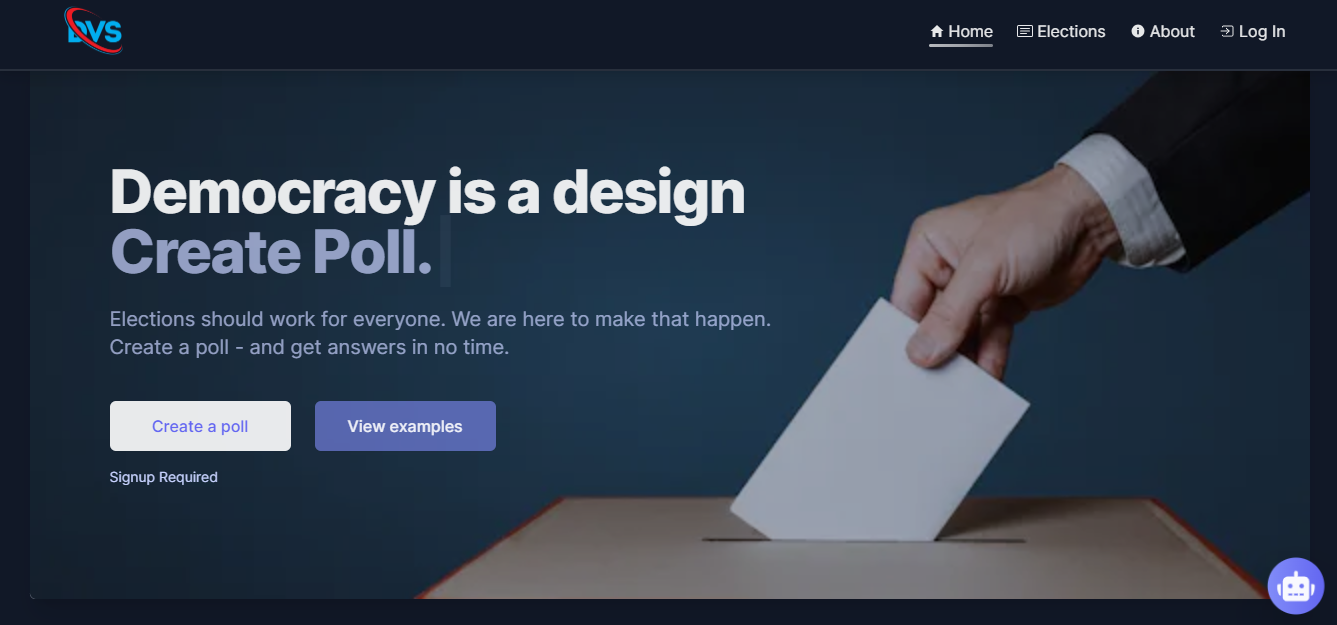 DVS
Home
Elections
About
Log In
Democracy is a design
Create Poll.
Elections should work for everyone. We are here to make that happen.
Create a poll - and get answers in no time.
Create a poll
View examples
Signup Required